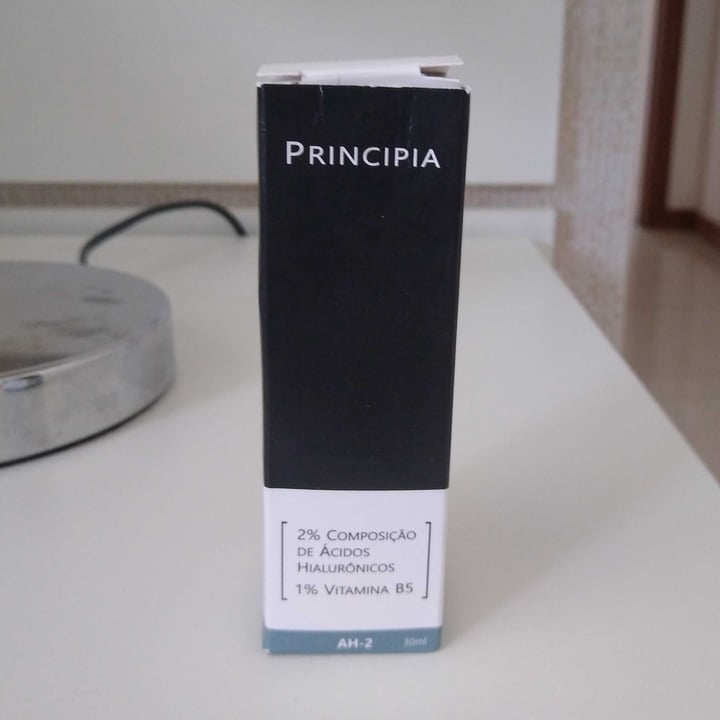 PRINCIPIA
2% COMPOSIÇÃO
DE ÁCIDOS
HIALURÔNICOS
1% VITAMINA B5
AH-2 30ml